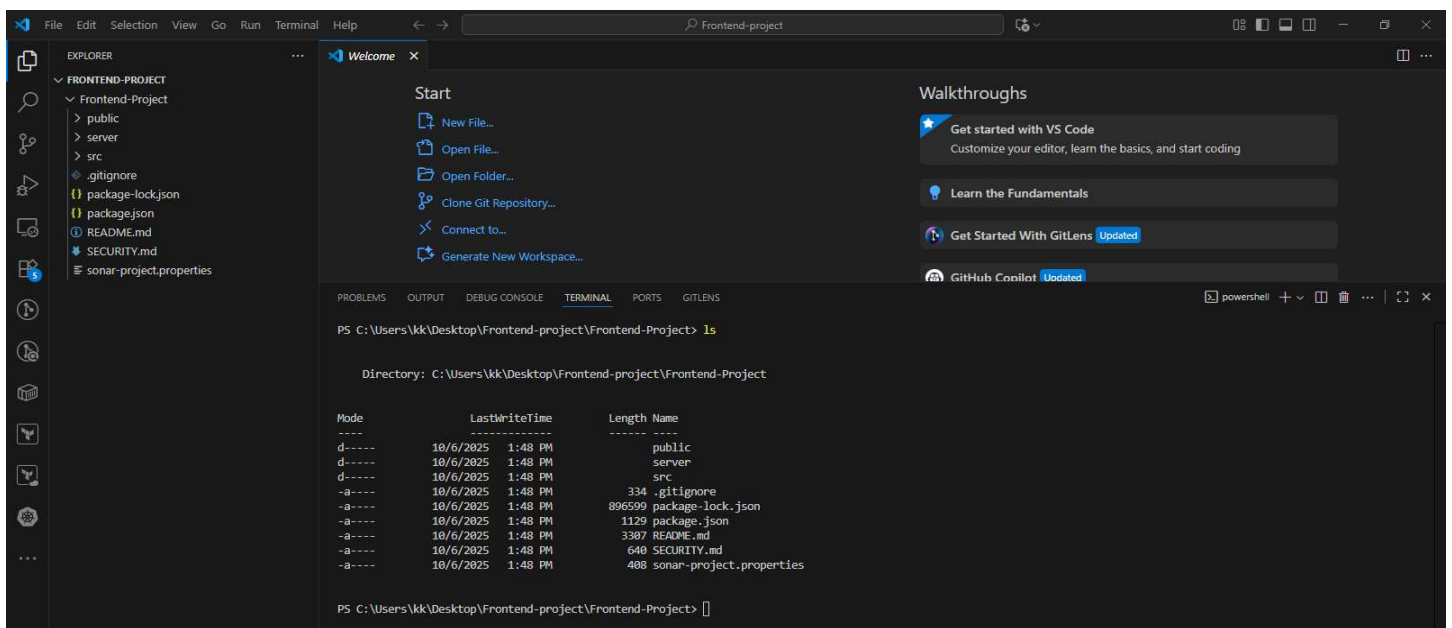 File Edit Selection View Go Run Terminal Help Frontend-project
EXPLORER
FRONTEND-PROJECT
Frontend-Project
public
server
src
.gitignore
package-lock.json
package.json
README.md
SECURITY.md
sonar-project.properties
5
Welcome
Start
New File...
Open File...
Open Folder...
Clone Git Repository...
Connect to...
Generate New Workspace...
Walkthroughs
Get started with VS Code
Customize your editor, learn the basics, and start coding
Learn the Fundamentals
Get Started With GitLens Updated
GitHub Copilot Updated
PROBLEMS OUTPUT DEBUG CONSOLE TERMINAL PORTS GITLENS powershell
PS C:\Users\kk\Desktop\Frontend-project\Frontend-Project> ls
Directory: C:\Users\kk\Desktop\Frontend-project\Frontend-Project
Mode LastWriteTime Length Name
---- ------------- ------ ----
d----- 10/6/2025 1:48 PM public
d----- 10/6/2025 1:48 PM server
d----- 10/6/2025 1:48 PM src
-a---- 10/6/2025 1:48 PM 334 .gitignore
-a---- 10/6/2025 1:48 PM 896599 package-lock.json
-a---- 10/6/2025 1:48 PM 1129 package.json
-a---- 10/6/2025 1:48 PM 3307 README.md
-a---- 10/6/2025 1:48 PM 640 SECURITY.md
-a---- 10/6/2025 1:48 PM 408 sonar-project.properties
PS C:\Users\kk\Desktop\Frontend-project\Frontend-Project>